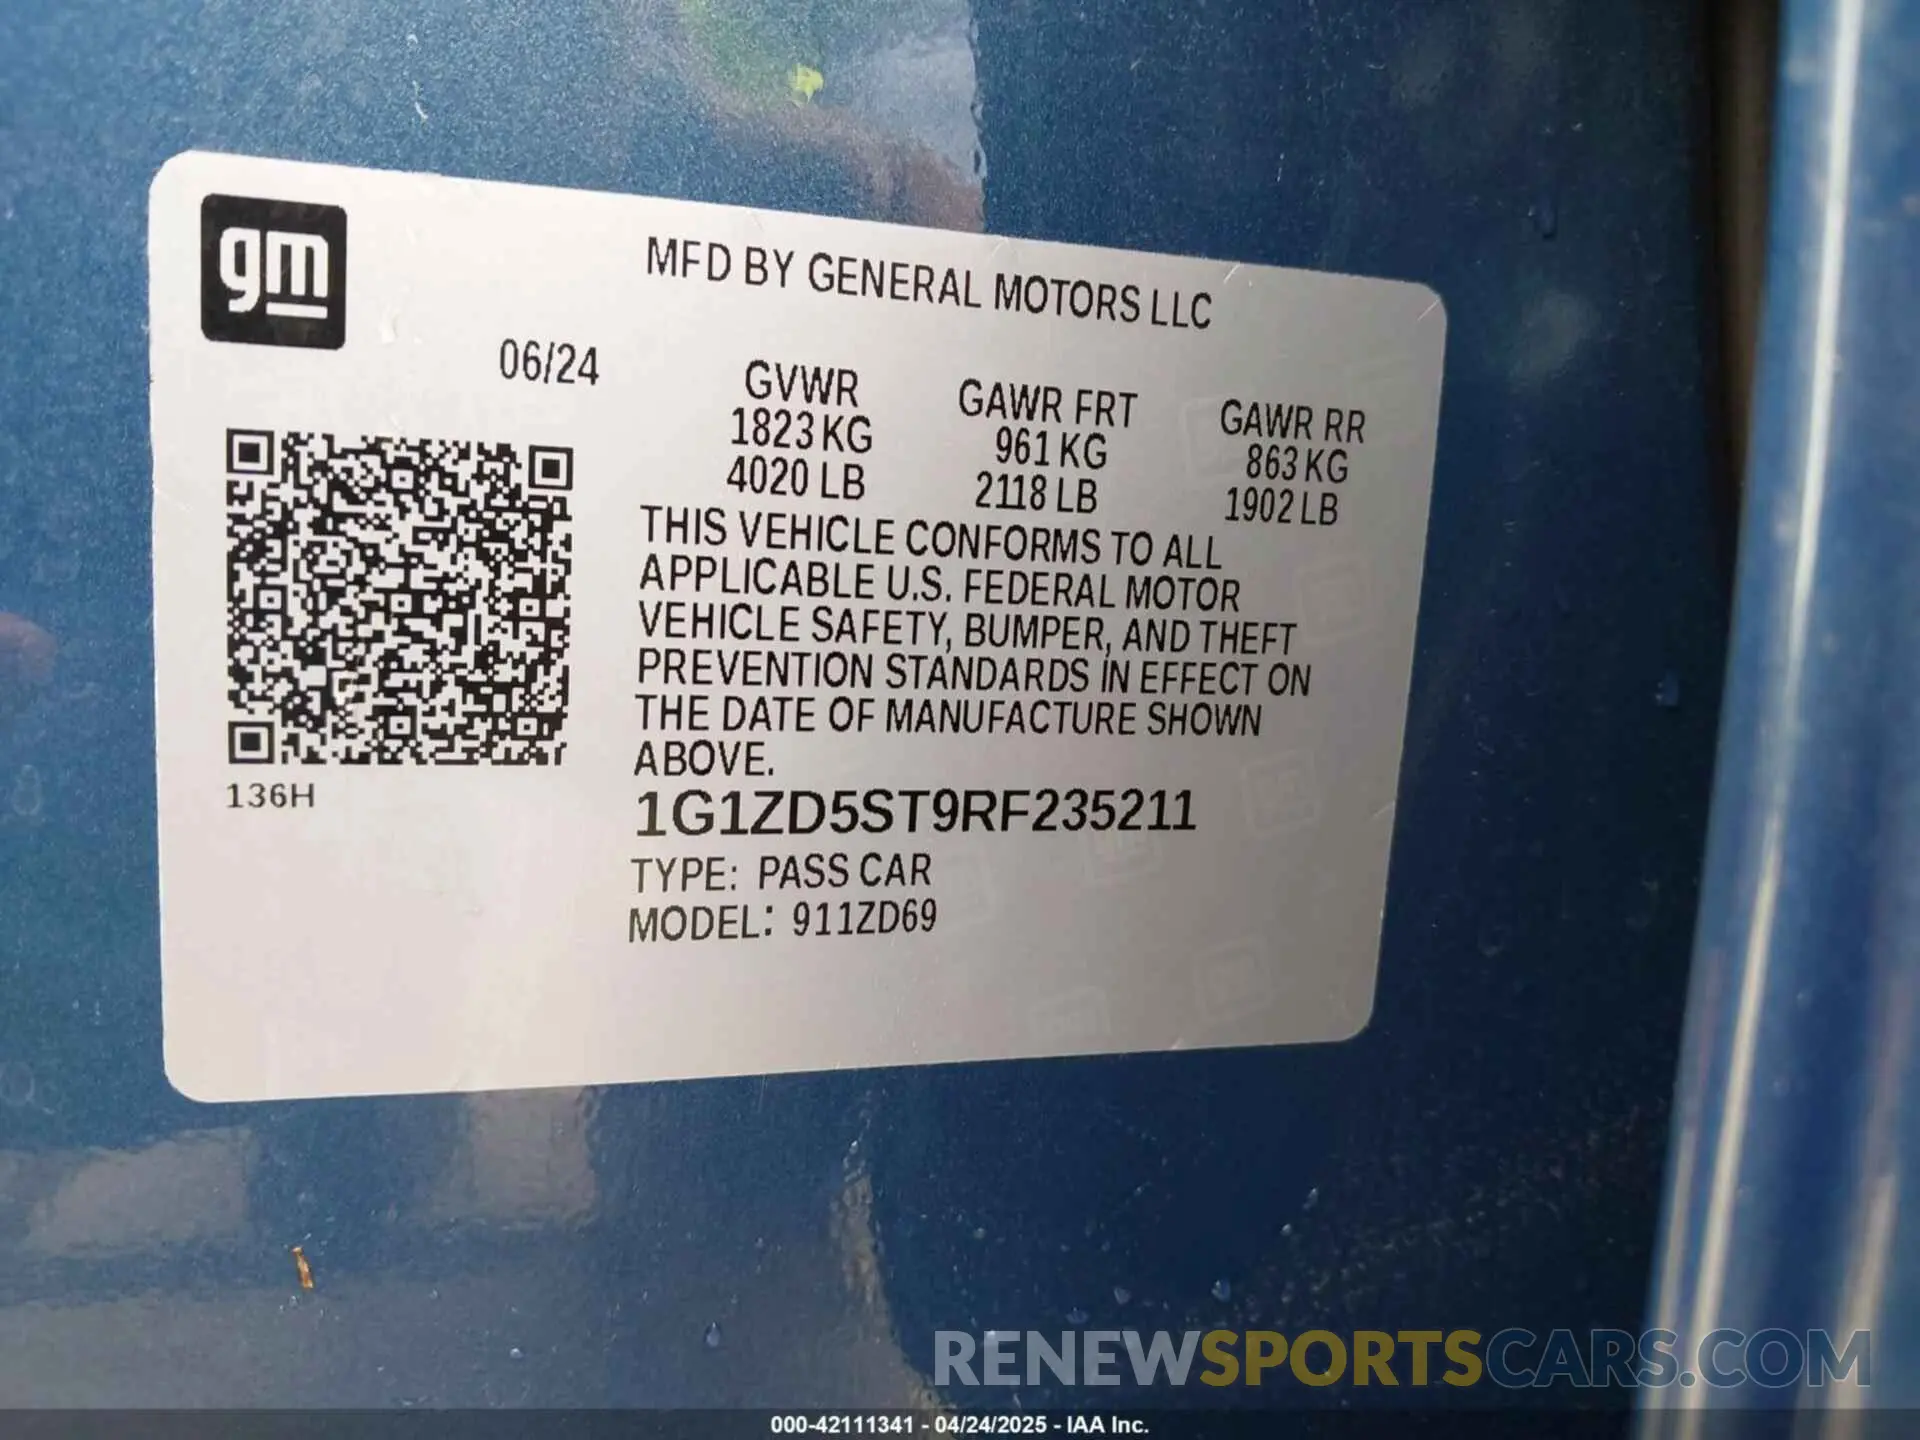 gm
MFD BY GENERAL MOTORS LLC
06/24
GVWR GAWR FRT GAWR RR
1823 KG 961 KG 863 KG
4020 LB 2118 LB 1902 LB
THIS VEHICLE CONFORMS TO ALL
APPLICABLE U.S. FEDERAL MOTOR
VEHICLE SAFETY, BUMPER, AND THEFT
PREVENTION STANDARDS IN EFFECT ON
THE DATE OF MANUFACTURE SHOWN
ABOVE.
136H
1G1ZD5ST9RF235211
TYPE: PASS CAR
MODEL: 911ZD69
RENEWSPORTSCARS.COM
000-42111341 - 04/24/2025 - IAA Inc.